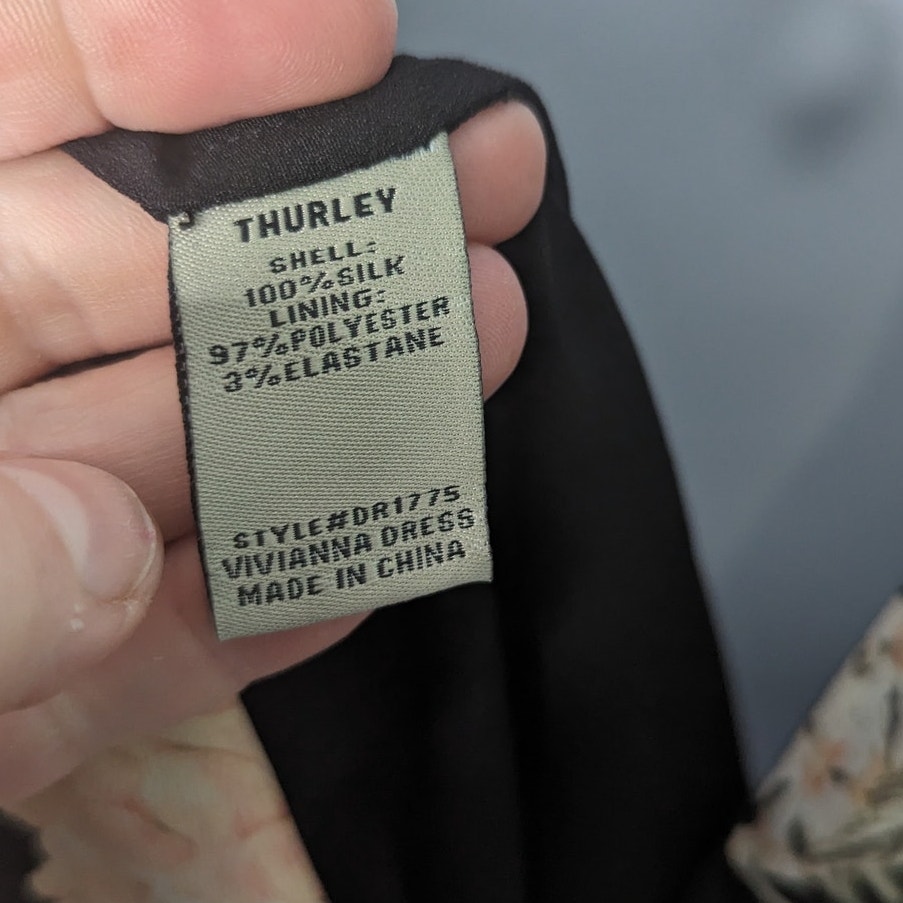 THURLEY
SHELL:
100%SILK
LINING:
97%POLYESTER
3%ELASTANE
STYLE#DR1775
VIVIANNA DRESS
MADE IN CHINA